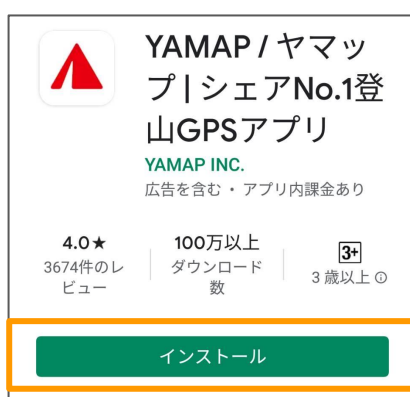 YAMAP / ヤマッ
プ | シェアNo.1登
山GPSアプリ
YAMAP INC.
広告を含む・アプリ内課金あり
4.0★
3674件のレ
ビュー
100万以上
ダウンロード
数
3+
3 歳以上 ⓘ
インストール